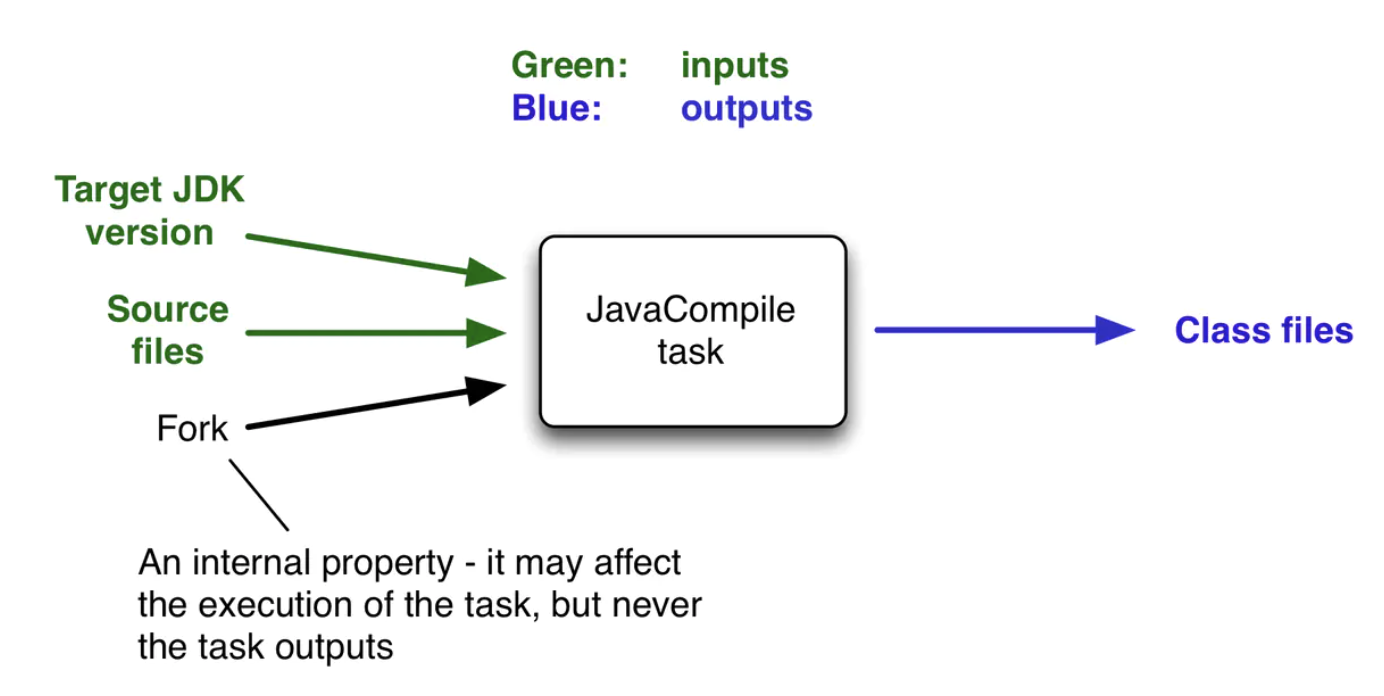 Green: inputs
Blue: outputs
Target JDK
version
Source
files
Fork
JavaCompile
task
Class files
An internal property - it may affect
the execution of the task, but never
the task outputs